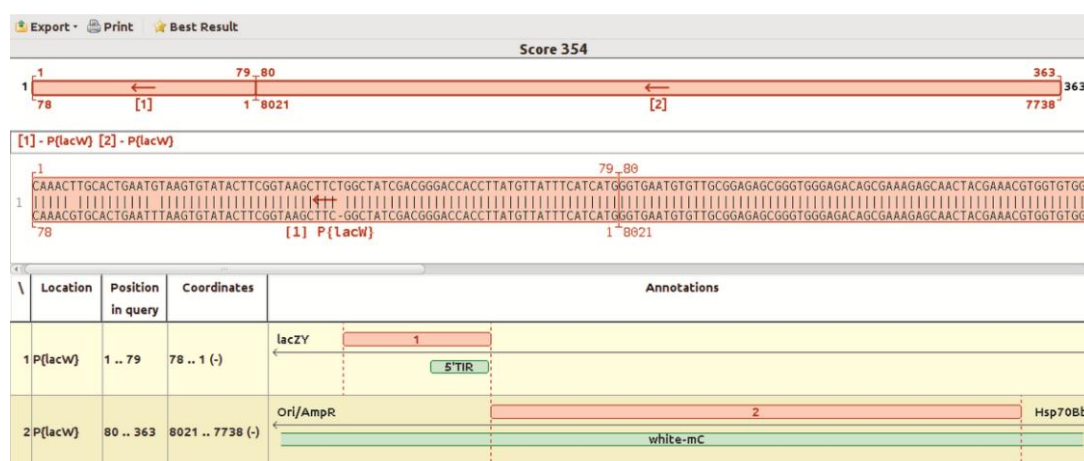 Export Print Best Result
Score 354
1 79 80 363
1 363
78 [1] 1 8021 [2] 7738
[1] - P{lacW} [2] - P{lacW}
1 79 80
CAAACTTGCACTGAATGTAAGTGTATACTTCGGTAAGCTTCTGGCTATCGACGGGACCACCTTATGTTATTTCATCATGGGTGAATGTGTTGCGGAGAGCGGGTGGGAGACAGCGAAAGAGCAACTACGAAACGTGGTGTGG
1
CAAACGTGCACTGAATTTAAGTGTATACTTCGGTAAGCTTC-GGCTATCGACGGGACCACCTTATGTTATTTCATCATGGGTGAATGTGTTGCGGAGAGCGGGTGGGAGACAGCGAAAGAGCAACTACGAAACGTGGTGTGG
78 [1] P{lacW} 1 8021
\ Location Position in query Coordinates Annotations
lacZY 1
1 P{lacW} 1 .. 79 78 .. 1 (-)
5'TIR
Ori/AmpR 2 Hsp70Bb
2 P{lacW} 80 .. 363 8021 .. 7738 (-)
white-mC